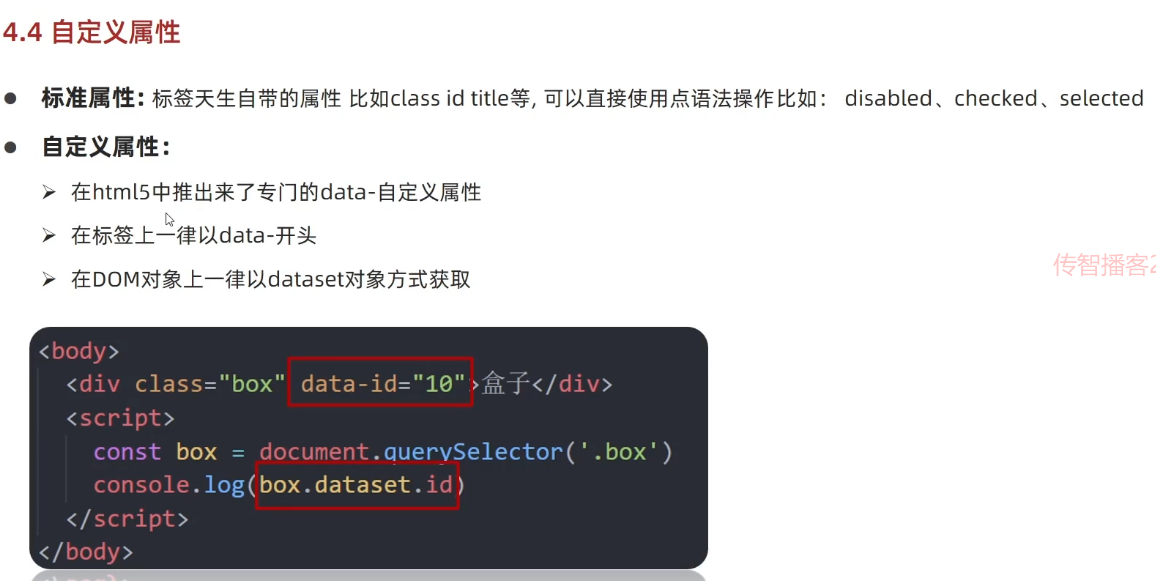 4.4 自定义属性
标准属性: 标签天生自带的属性 比如class id title等, 可以直接使用点语法操作比如： disabled、checked、selected
自定义属性:
在html5中推出来了专门的data-自定义属性
在标签上一律以data-开头
在DOM对象上一律以dataset对象方式获取
传智播客
<body>
<div class="box" data-id="10">盒子</div>
<script>
const box = document.querySelector('.box')
console.log(box.dataset.id)
</script>
</body>